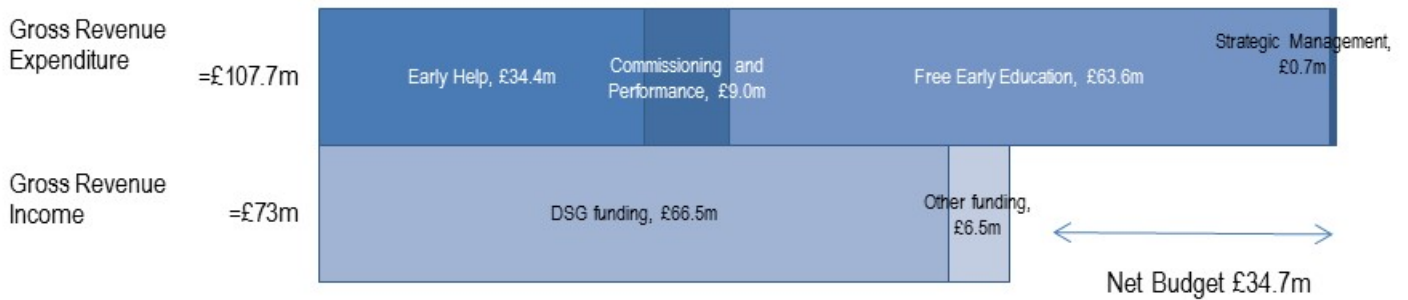 Gross Revenue
Expenditure
=£107.7m
Early Help, £34.4m
Commissioning and
Performance, £9.0m
Free Early Education, £63.6m
Strategic Management,
£0.7m
Gross Revenue
Income
=£73m
DSG funding, £66.5m
Other funding,
£6.5m
Net Budget £34.7m